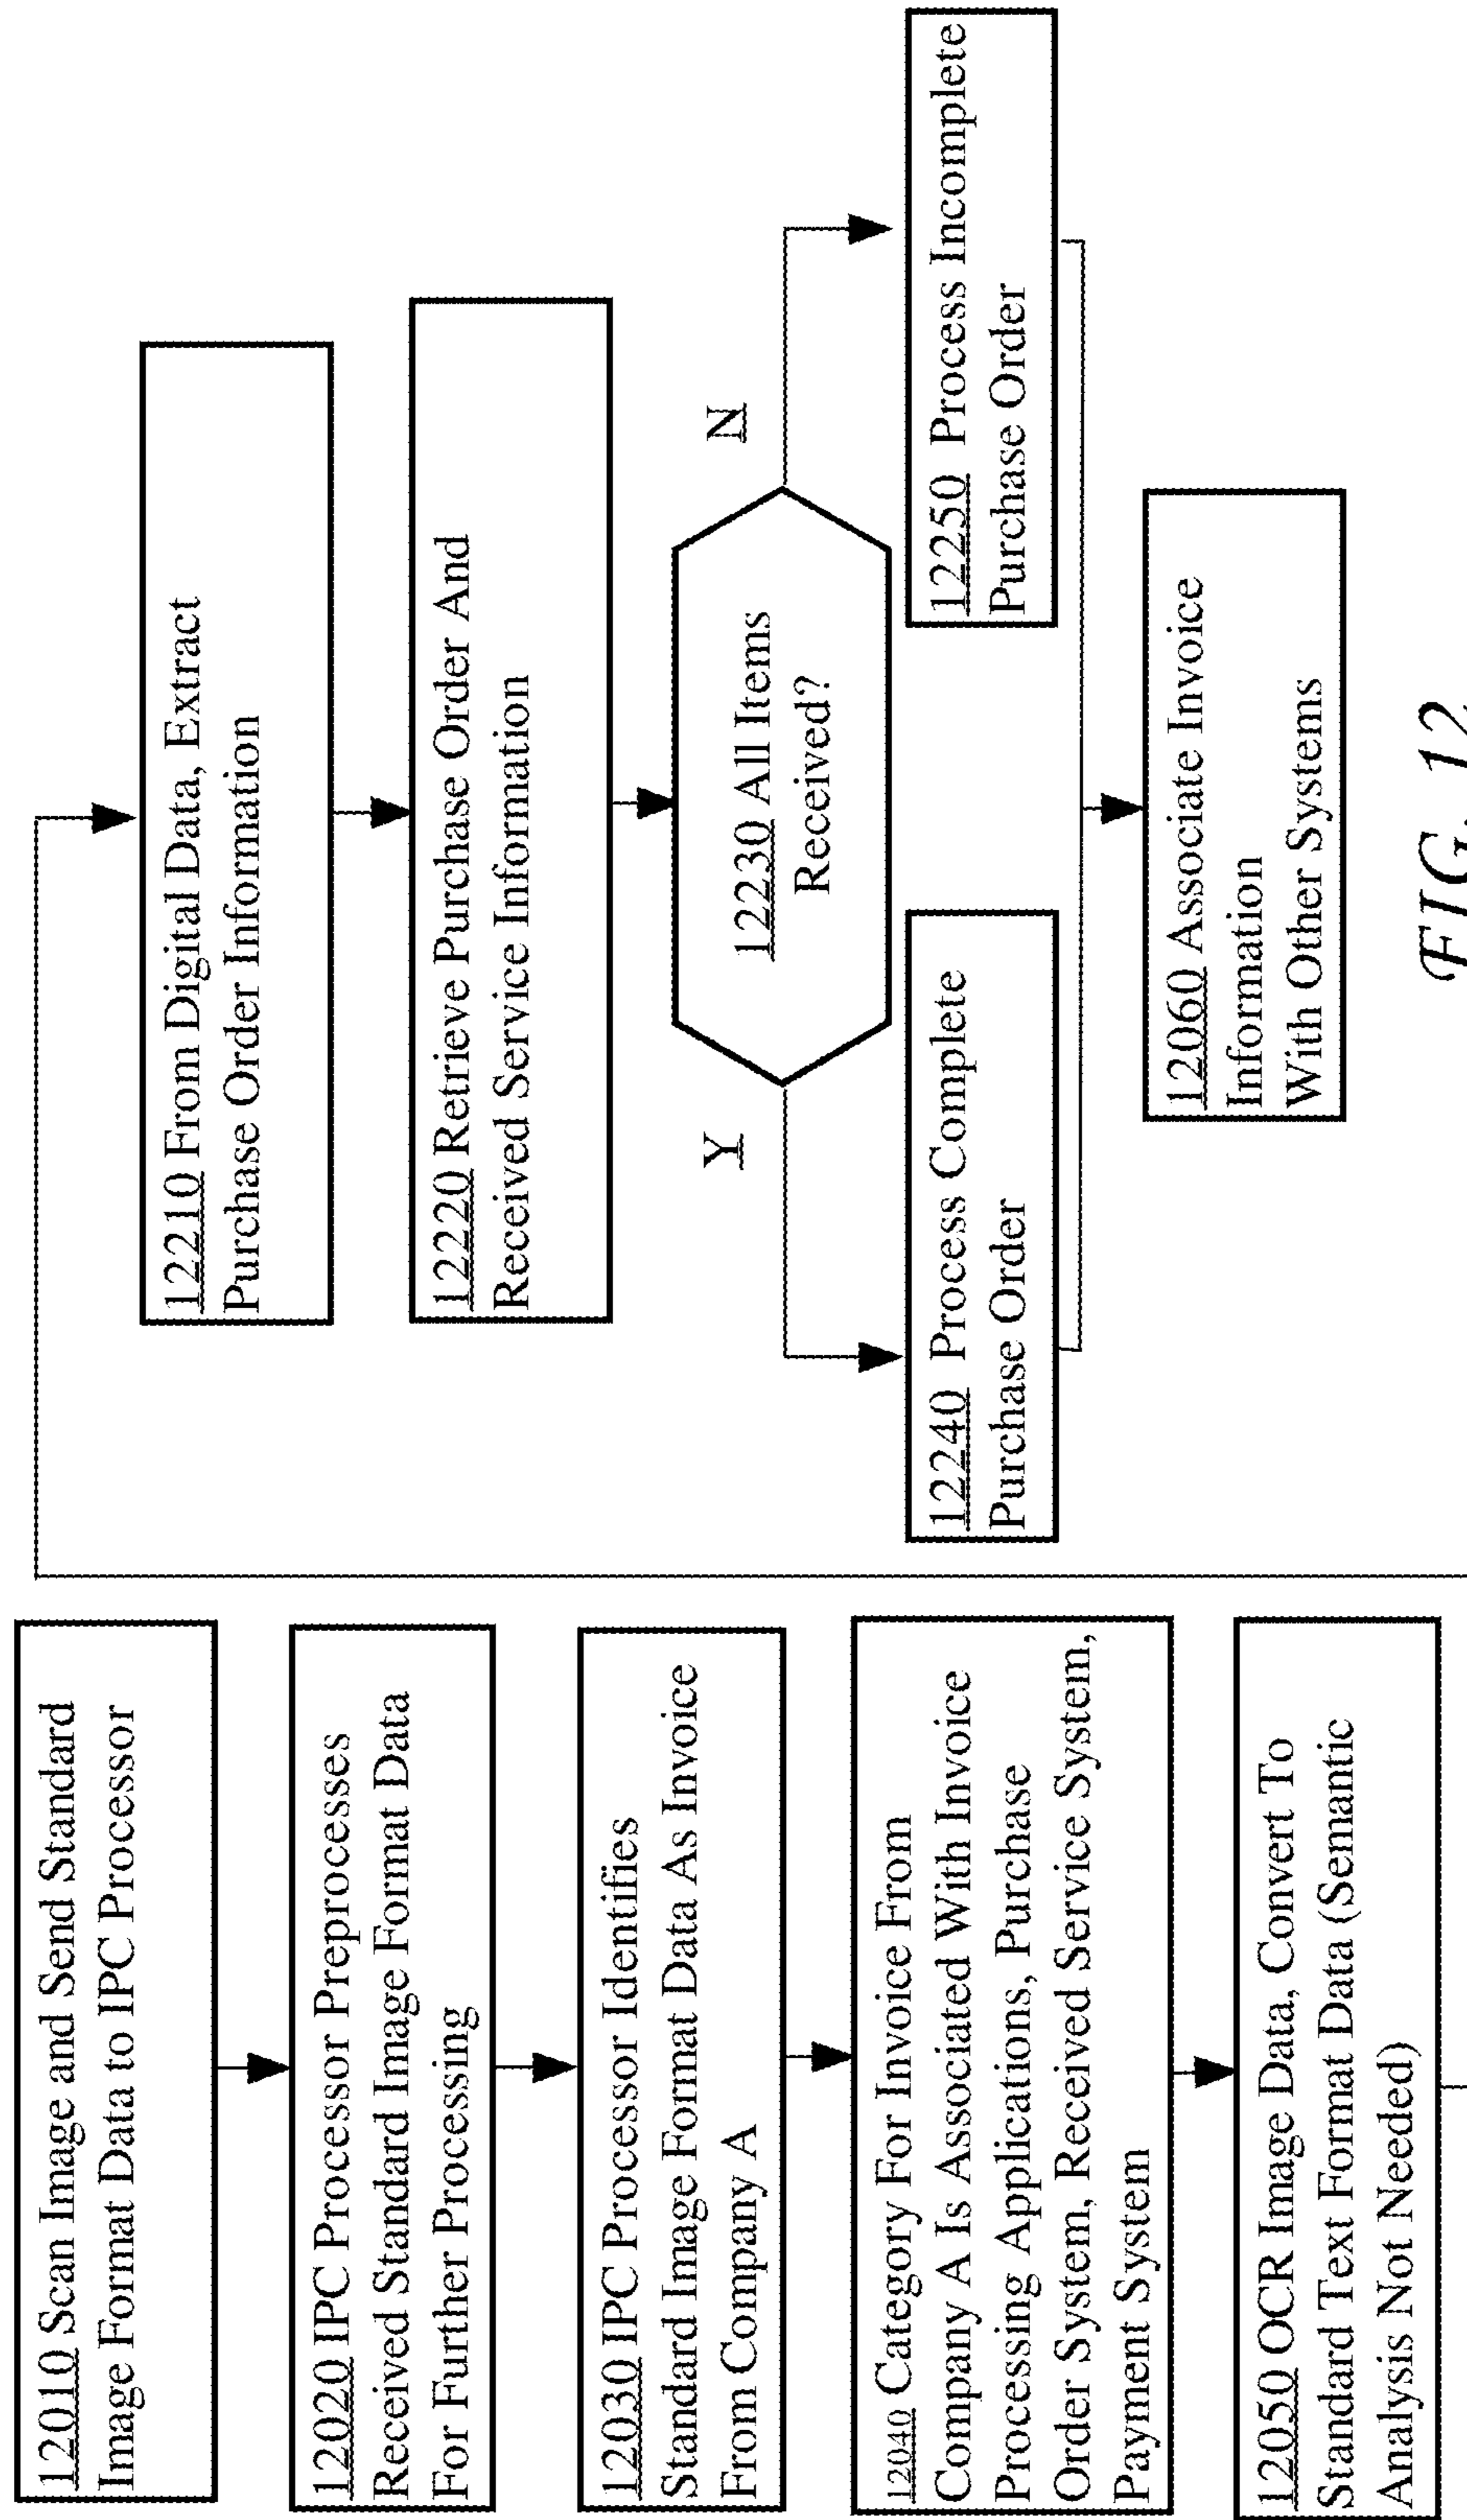 12010 Scan Image and Send Standard
Image Format Data to IPC Processor
12020 IPC Processor Preprocesses
Received Standard Image Format Data
For Further Processing
12030 IPC Processor Identifies
Standard Image Format Data As Invoice
From Company A
12040 Category For Invoice From
Company A Is Associated With Invoice
Processing Applications, Purchase
Order System, Received Service System,
Payment System
12050 OCR Image Data, Convert To
Standard Text Format Data (Semantic
Analysis Not Needed)
12210 From Digital Data, Extract
Purchase Order Information
12220 Retrieve Purchase Order And
Received Service Information
12230 All Items
Received?
Y
N
12240 Process Complete
Purchase Order
12250 Process Incomplete
Purchase Order
12060 Associate Invoice
Information
With Other Systems
FIG. 12